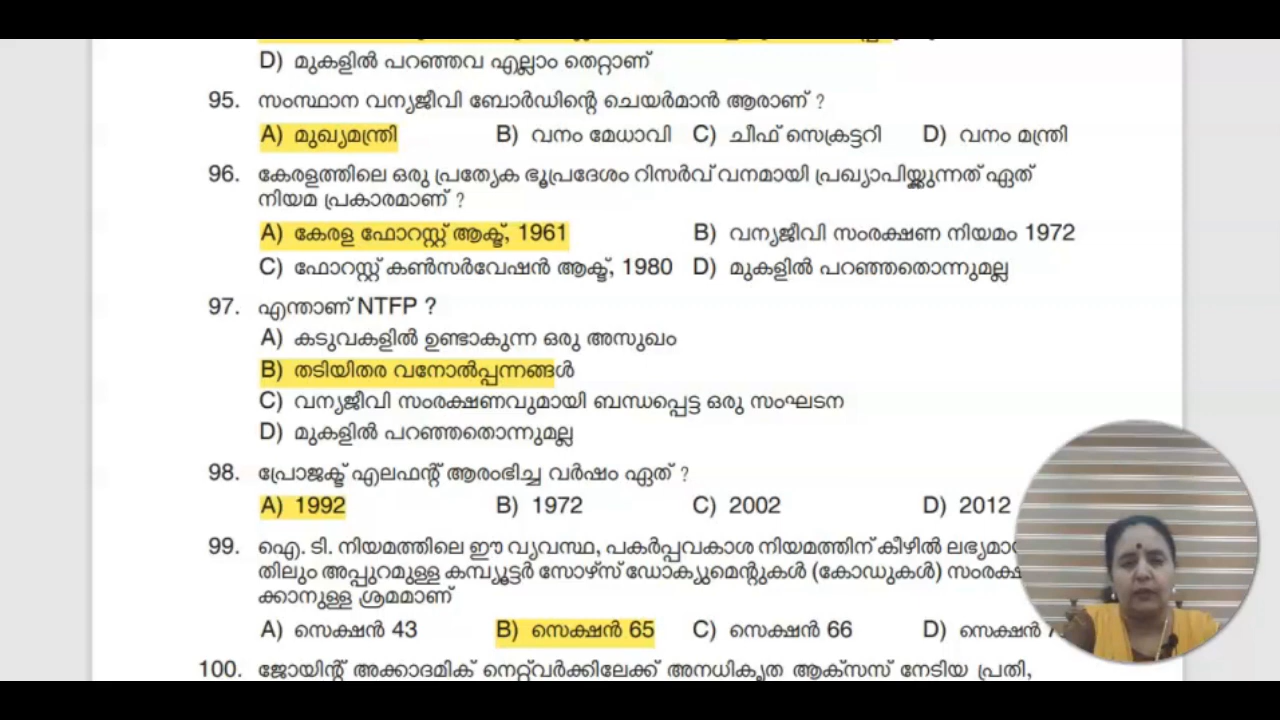 D) മുകളിൽ പറഞ്ഞവ എല്ലാം തെറ്റാണ്
95. സംസ്ഥാന വന്യജീവി ബോർഡിന്റെ ചെയർമാൻ ആരാണ് ?
A) മുഖ്യമന്ത്രി B) വനം മേധാവി C) ചീഫ് സെക്രട്ടറി D) വനം മന്ത്രി
96. കേരളത്തിലെ ഒരു പ്രത്യേക ഭൂപ്രദേശം റിസർവ് വനമായി പ്രഖ്യാപിയ്ക്കുന്നത് ഏത്
നിയമ പ്രകാരമാണ് ?
A) കേരള ഫോറസ്റ്റ് ആക്ട്, 1961 B) വന്യജീവി സംരക്ഷണ നിയമം 1972
C) ഫോറസ്റ്റ് കൺസർവേഷൻ ആക്ട്, 1980 D) മുകളിൽ പറഞ്ഞതൊന്നുമല്ല
97. എന്താണ് NTFP ?
A) കടുവകളിൽ ഉണ്ടാകുന്ന ഒരു അസുഖം
B) തടിയിതര വനോൽപ്പന്നങ്ങൾ
C) വന്യജീവി സംരക്ഷണവുമായി ബന്ധപ്പെട്ട ഒരു സംഘടന
D) മുകളിൽ പറഞ്ഞതൊന്നുമല്ല
98. പ്രോജക്ട് എലഫന്റ് ആരംഭിച്ച വർഷം ഏത് ?
A) 1992 B) 1972 C) 2002 D) 2012
99. ഐ. ടി. നിയമത്തിലെ ഈ വ്യവസ്ഥ, പകർപ്പവകാശ നിയമത്തിന് കീഴിൽ
തിലും അപ്പുറമുള്ള കമ്പ്യൂട്ടർ സോഴ്സ് ഡോക്യുമെന്റുകൾ (കോഡുകൾ)
ക്കാനുള്ള ശ്രമമാണ്
A) സെക്ഷൻ 43 B) സെക്ഷൻ 65 C) സെക്ഷൻ 66 D) സെക്ഷൻ
100. ജോയിന്റ് അക്കാദമിക് നെറ്റ്‌വർക്കിലേക്ക് അനധികൃത ആക്സസ് നേടിയ പ്രതി,